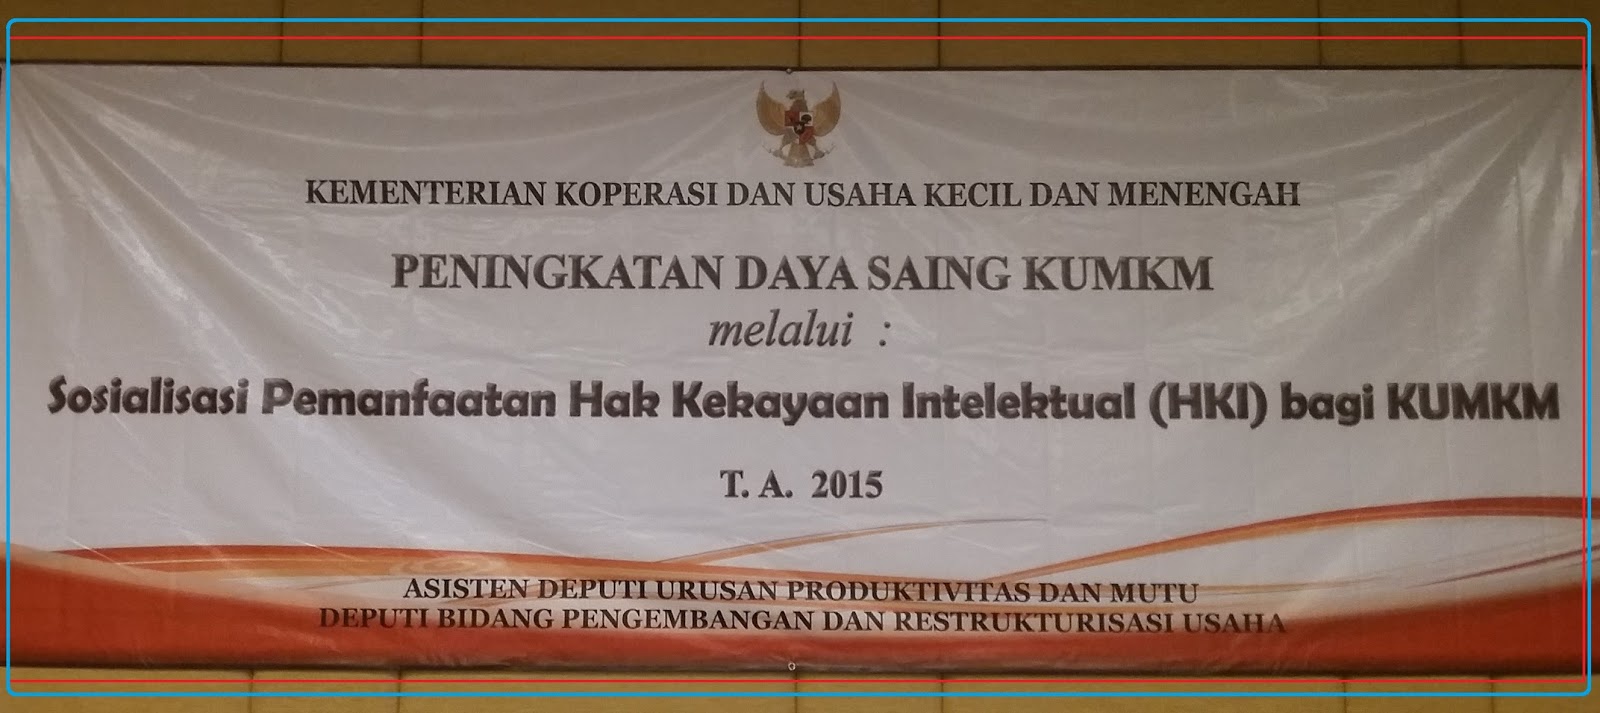 KEMENTERIAN KOPERASI DAN USAHA KECIL DAN MENENGAH
PENINGKATAN DAYA SAING KUMKM
melalui :
Sosialisasi Pemanfaatan Hak Kekayaan Intelektual (HKI) bagi KUMKM
T. A. 2015
ASISTEN DEPUTI URUSAN PRODUKTIVITAS DAN MUTU
DEPUTI BIDANG PENGEMBANGAN DAN RESTRUKTURISASI USAHA